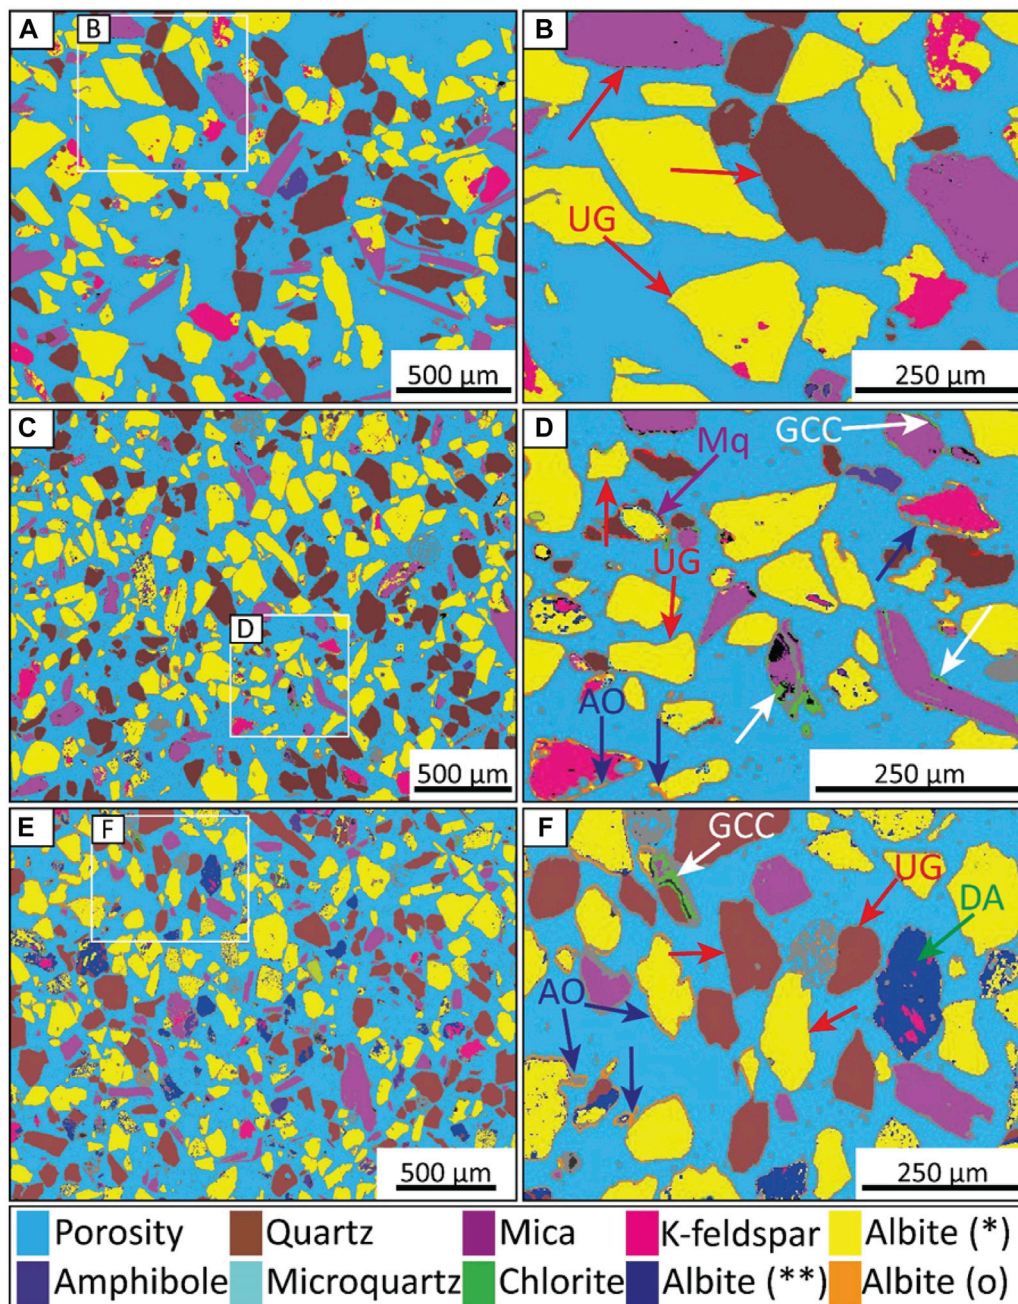 A
B
500 µm
B
UG
250 µm
C
D
500 µm
D
GCC
Mq
UG
AO
250 µm
E
F
500 µm
F
GCC
UG
DA
AO
250 µm
Porosity Quartz Mica K-feldspar Albite (*)
Amphibole Microquartz Chlorite Albite (**) Albite (o)